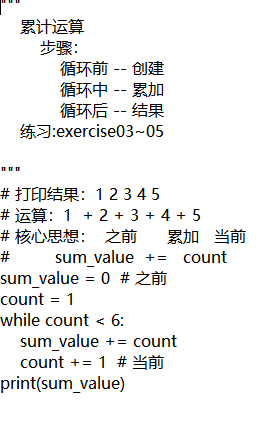 """
累计运算
步骤：
循环前 -- 创建
循环中 -- 累加
循环后 -- 结果
练习:exercise03~05
"""
# 打印结果：1 2 3 4 5
# 运算：1 + 2 + 3 + 4 + 5
# 核心思想： 之前 累加 当前
# sum_value += count
sum_value = 0 # 之前
count = 1
while count < 6:
sum_value += count
count += 1 # 当前
print(sum_value)